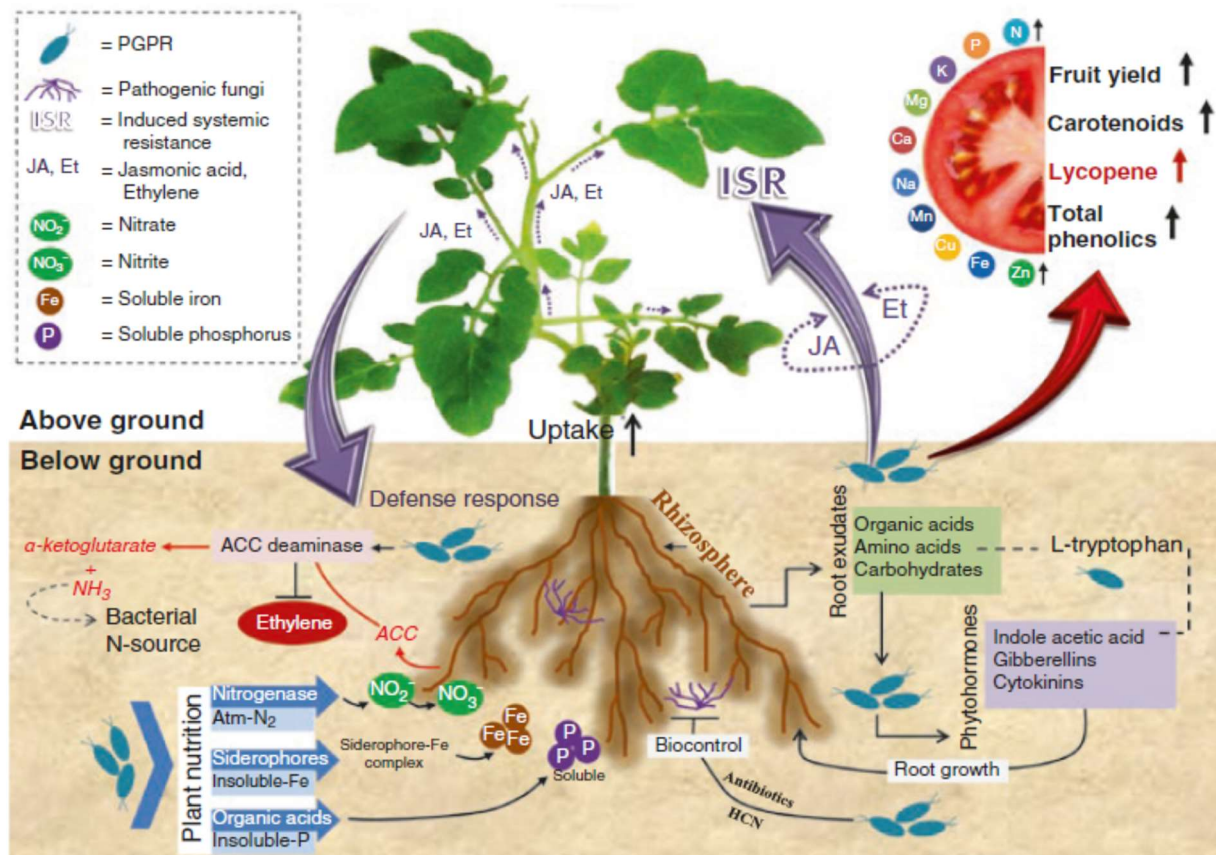 = PGPR
= Pathogenic fungi
ISR
= Induced systemic
resistance
JA, Et
= Jasmonic acid,
Ethylene
NO₂⁻
= Nitrate
NO₃⁻
= Nitrite
Fe
= Soluble iron
P
= Soluble phosphorus
JA, Et
JA, Et
ISR
Et
JA
N
P
K
Mg
Ca
Na
Mn
Cu
Fe
Zn
Fruit yield
Carotenoids
Lycopene
Total
phenolics
Above ground
Below ground
Uptake
Defense response
α-ketoglutarate
+
NH₃
ACC deaminase
Bacterial
N-source
Ethylene
ACC
Rhizosphere
Root exudates
Organic acids
Amino acids
Carbohydrates
L-tryptophan
Phytohormones
Indole acetic acid
Gibberellins
Cytokinins
Root growth
Plant nutrition
Nitrogenase
Atm-N₂
NO₂⁻
NO₃⁻
Siderophores
Insoluble-Fe
Siderophore-Fe
complex
Fe
Fe
Fe
Organic acids
Insoluble-P
P
P
P
Soluble
Biocontrol
Antibiotics
HCN